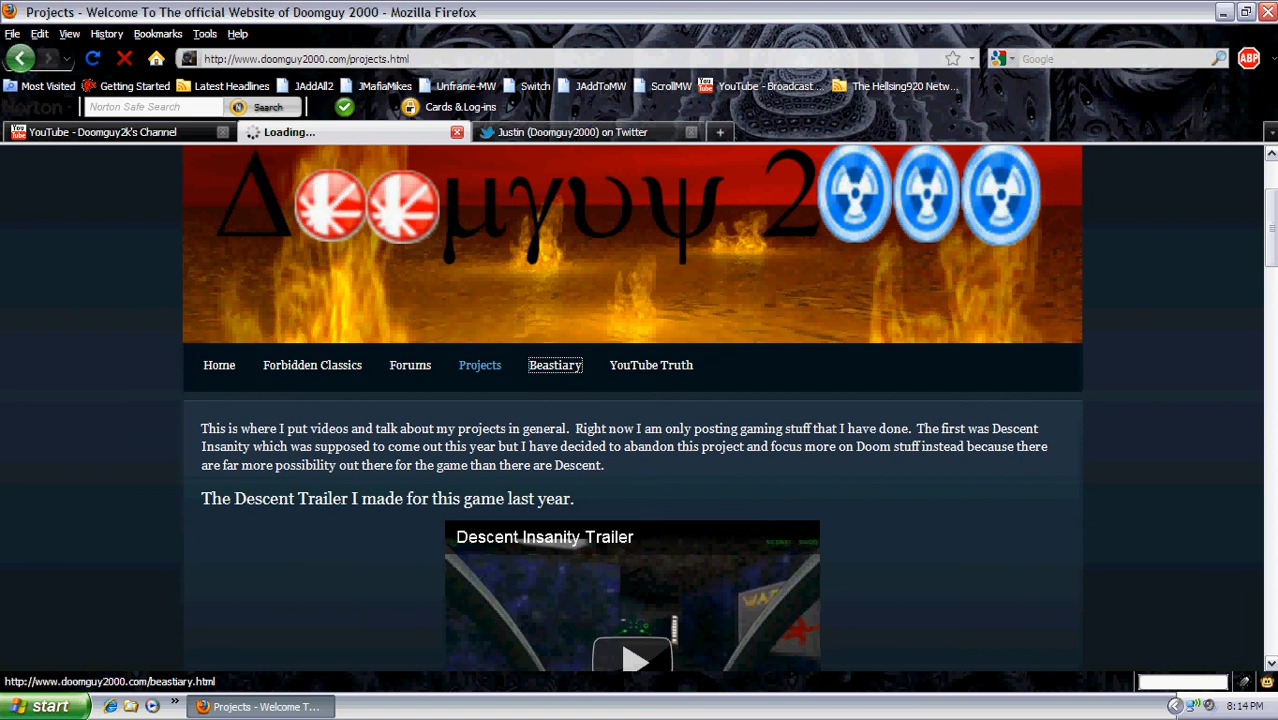 Projects - Welcome To The official Website of Doomguy 2000 - Mozilla Firefox
File Edit View History Bookmarks Tools Help
http://www.doomguy2000.com/projects.html
Google
ABP
Most Visited Getting Started Latest Headlines JAddAll2 JMafiaMikes Unframe-MW Switch JAddToMW ScrollMW YouTube - Broadcast ... The Hellsing920 Netw...
Norton Norton Safe Search Search Cards & Log-ins
YouTube - Doomguy2k's Channel Loading... Justin (Doomguy2000) on Twitter
Δ μγυψ 2
Home Forbidden Classics Forums Projects Beastiary YouTube Truth
This is where I put videos and talk about my projects in general. Right now I am only posting gaming stuff that I have done. The first was Descent
Insanity which was supposed to come out this year but I have decided to abandon this project and focus more on Doom stuff instead because there
are far more possibility out there for the game than there are Descent.
The Descent Trailer I made for this game last year.
Descent Insanity Trailer
http://www.doomguy2000.com/beastiary.html
start Projects - Welcome T... 8:14 PM